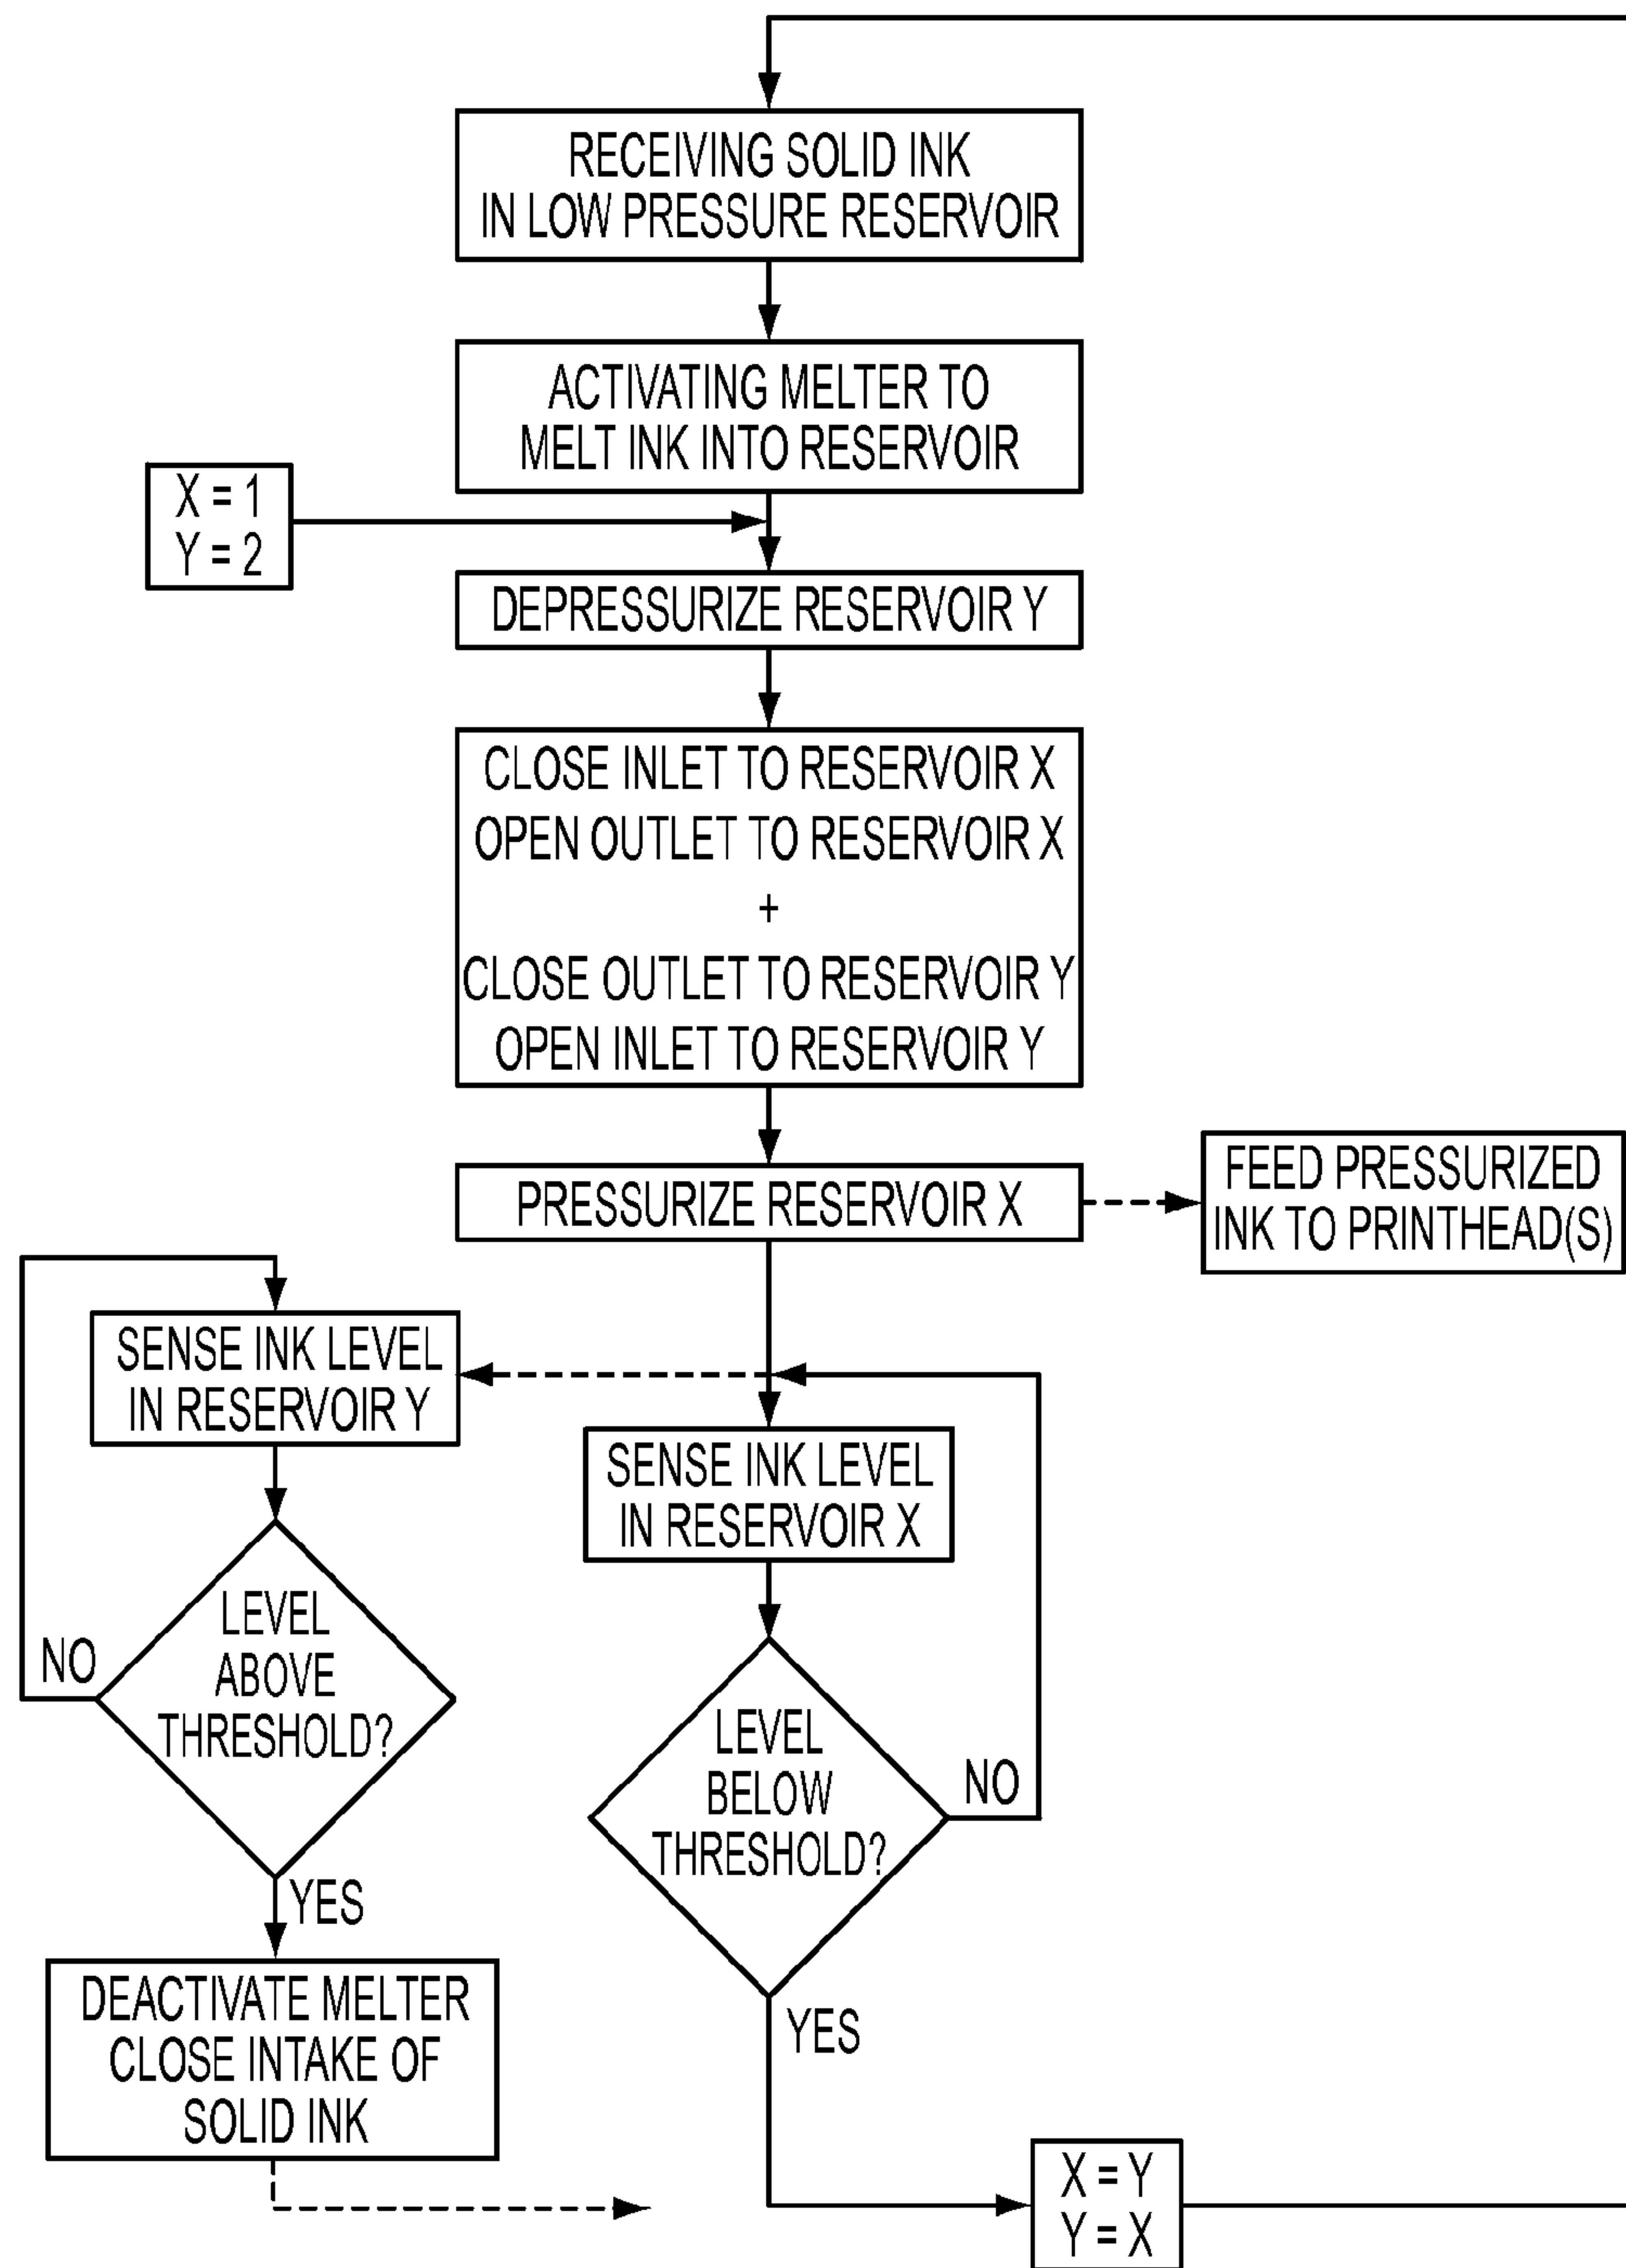 RECEIVING SOLID INK
IN LOW PRESSURE RESERVOIR
ACTIVATING MELTER TO
MELT INK INTO RESERVOIR
X = 1
Y = 2
DEPRESSURIZE RESERVOIR Y
CLOSE INLET TO RESERVOIR X
OPEN OUTLET TO RESERVOIR X
+
CLOSE OUTLET TO RESERVOIR Y
OPEN INLET TO RESERVOIR Y
PRESSURIZE RESERVOIR X
FEED PRESSURIZED
INK TO PRINTHEAD(S)
SENSE INK LEVEL
IN RESERVOIR Y
SENSE INK LEVEL
IN RESERVOIR X
LEVEL
ABOVE
THRESHOLD?
NO
YES
LEVEL
BELOW
THRESHOLD?
NO
YES
DEACTIVATE MELTER
CLOSE INTAKE OF
SOLID INK
X = Y
Y = X